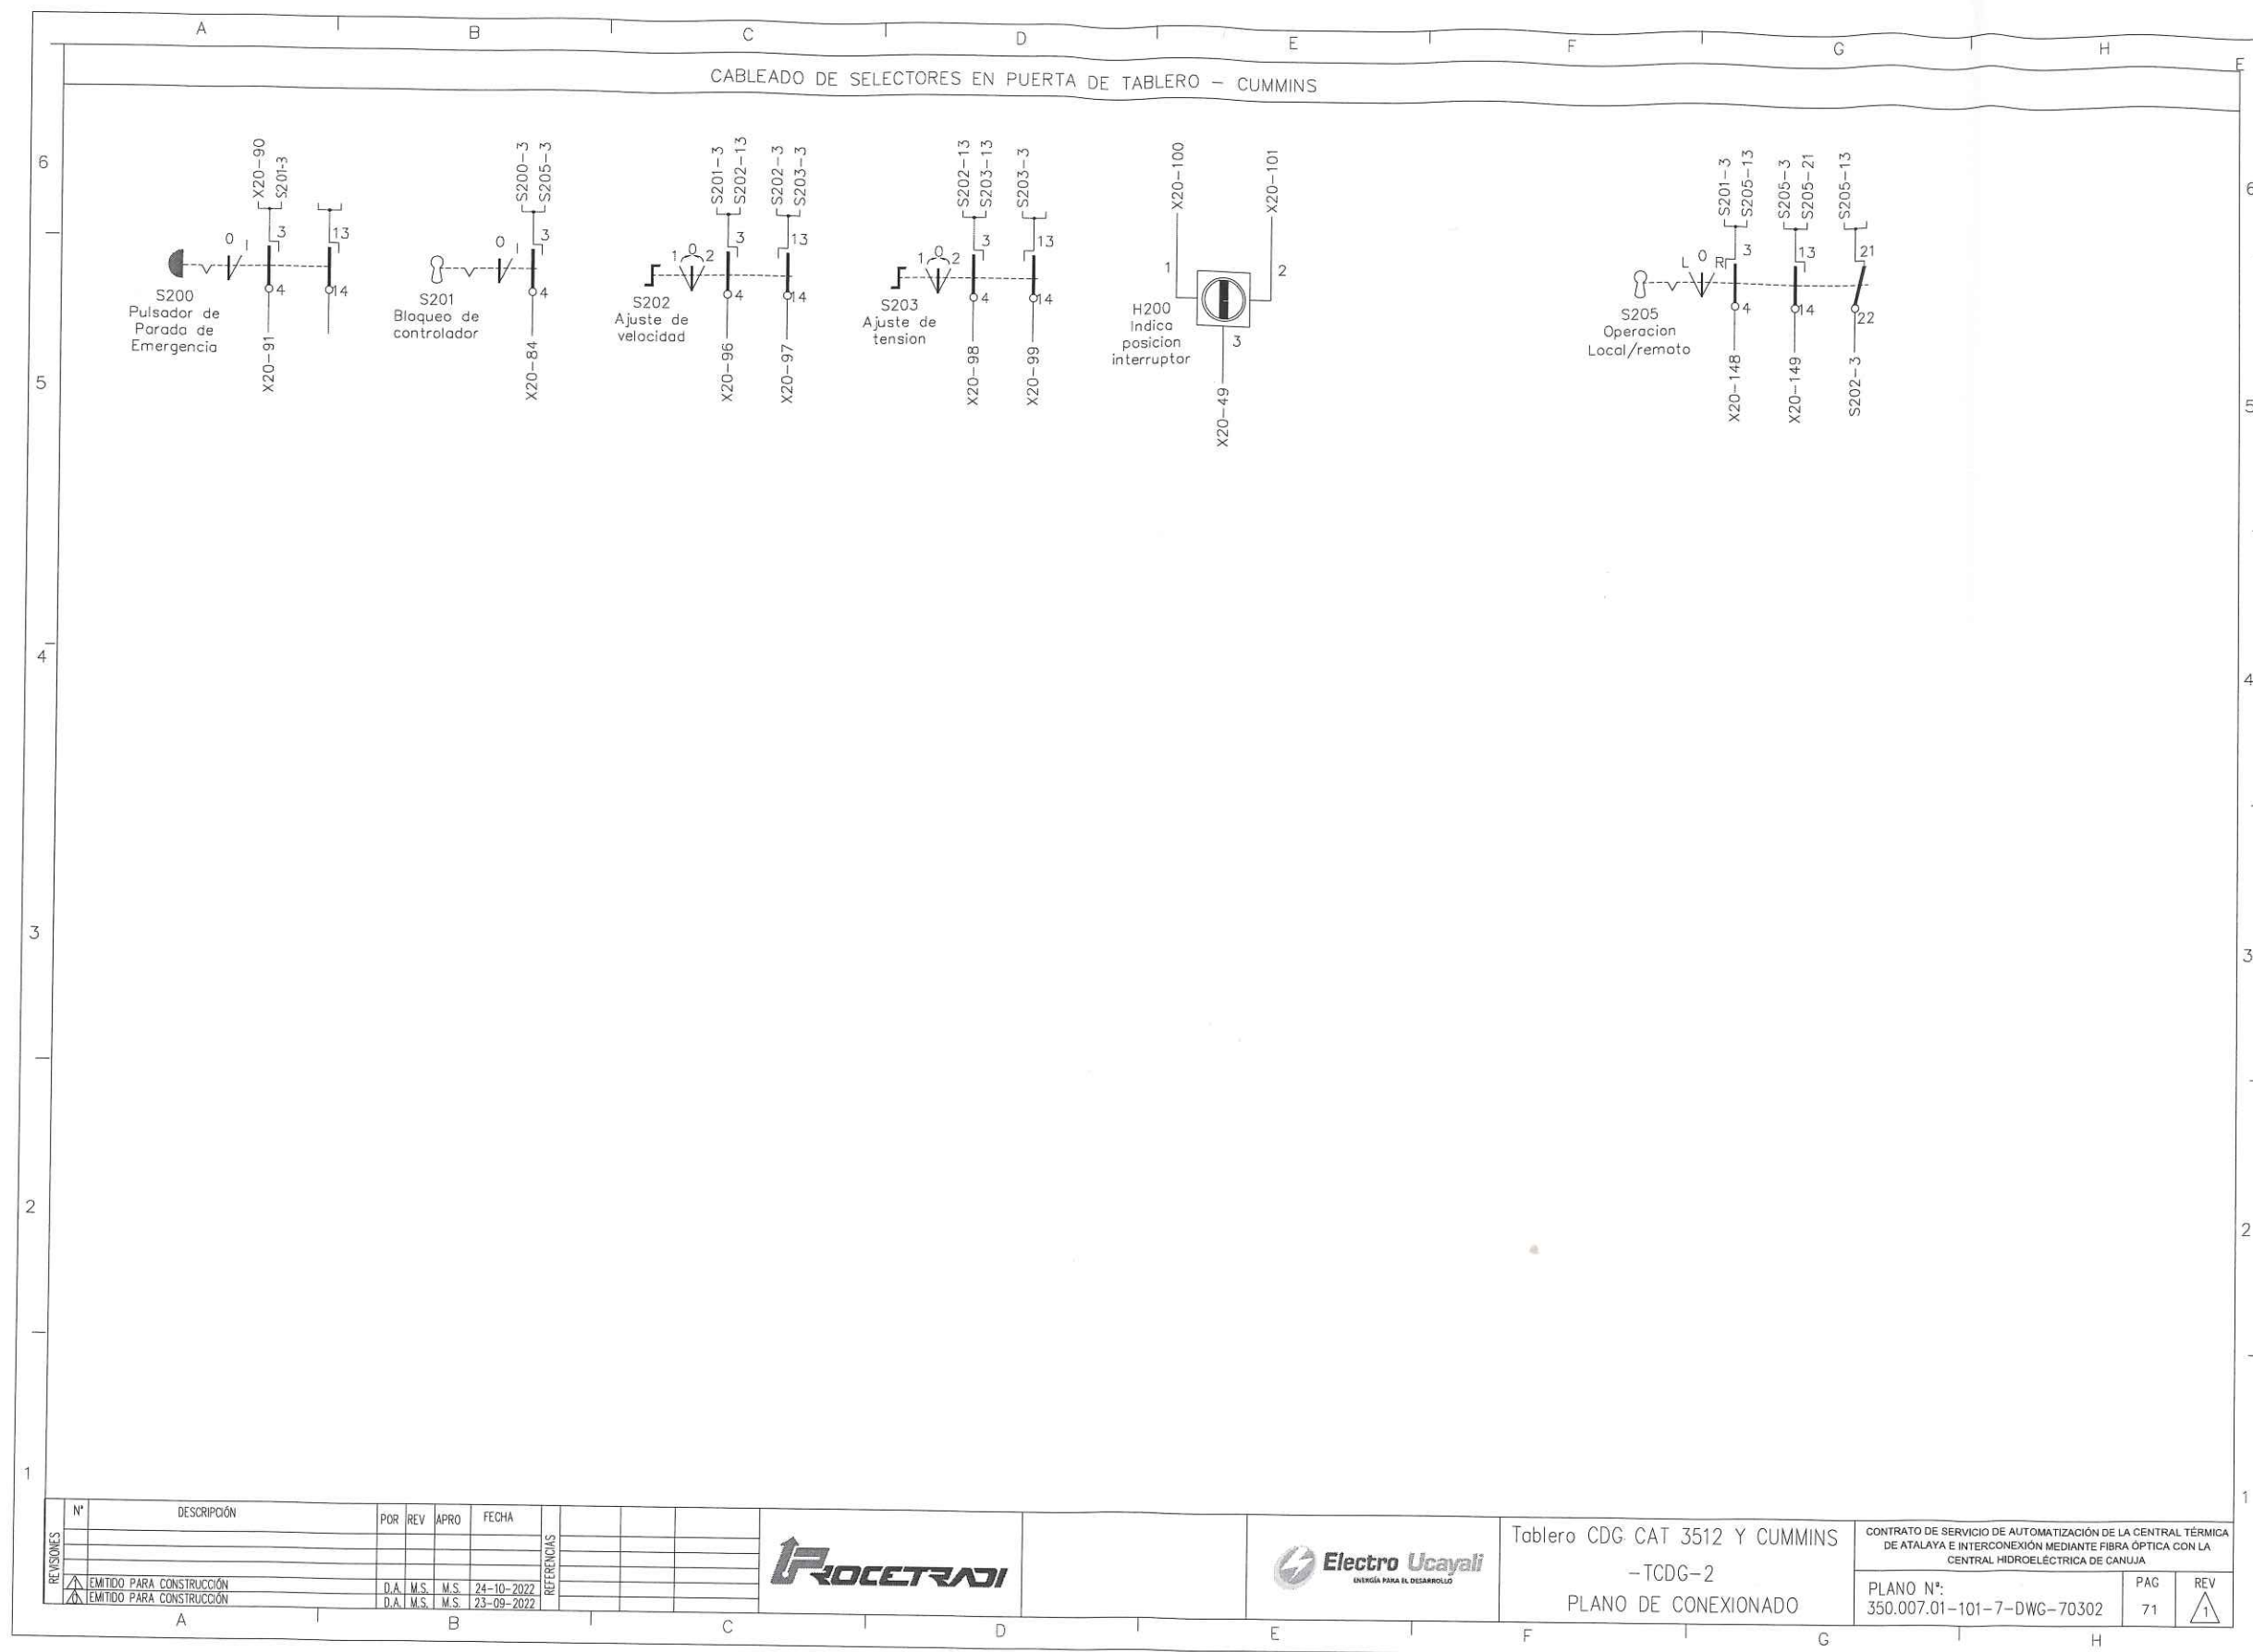 A B C D E F G H
CABLEADO DE SELECTORES EN PUERTA DE TABLERO – CUMMINS
6
5
4
3
2
1
6
5
4
3
2
1
X20-90
S201-3
0 I
3
13
4
14
S200
Pulsador de
Parada de
Emergencia
X20-91
S200-3
S205-3
0 I
3
4
S201
Bloqueo de
controlador
X20-84
S201-3
S202-13
S202-3
S203-3
1 0 2
3
13
4
14
S202
Ajuste de
velocidad
X20-96
X20-97
S202-13
S203-13
S203-3
1 0 2
3
13
4
14
S203
Ajuste de
tension
X20-98
X20-99
X20-100
X20-101
1
2
3
H200
Indica
posicion
interruptor
X20-49
S201-3
S205-13
S205-3
S205-21
S205-13
L 0 R
3
13
21
4
14
22
S205
Operacion
Local/remoto
X20-148
X20-149
S202-3
REVISIONES
N° DESCRIPCIÓN POR REV APRO FECHA
1 EMITIDO PARA CONSTRUCCIÓN D.A. M.S. M.S. 24-10-2022
0 EMITIDO PARA CONSTRUCCIÓN D.A. M.S. M.S. 23-09-2022
REFERENCIAS
PROCETRADI
Electro Ucayali
ENERGÍA PARA EL DESARROLLO
Tablero CDG CAT 3512 Y CUMMINS
-TCDG-2
PLANO DE CONEXIONADO
CONTRATO DE SERVICIO DE AUTOMATIZACIÓN DE LA CENTRAL TÉRMICA
DE ATALAYA E INTERCONEXIÓN MEDIANTE FIBRA ÓPTICA CON LA
CENTRAL HIDROELÉCTRICA DE CANUJA
PLANO N°:
350.007.01-101-7-DWG-70302
PAG
71
REV
1
A B C D E F G H